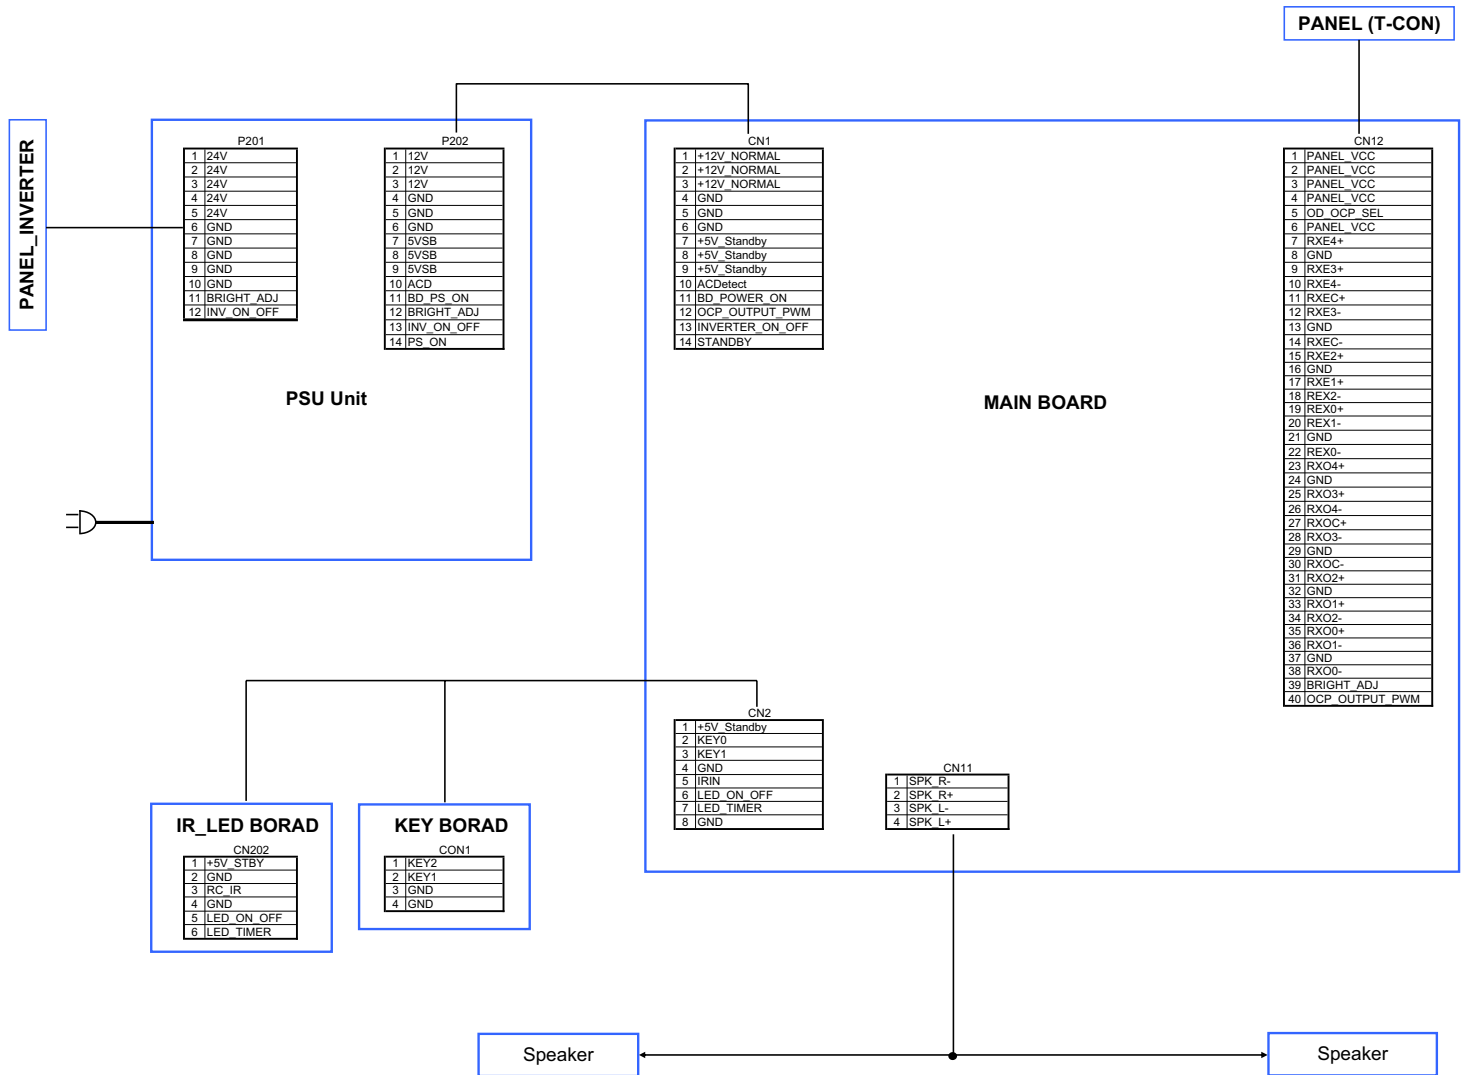 PANEL (T-CON)
PANEL_INVERTER
P201
1 24V
2 24V
3 24V
4 24V
5 24V
6 GND
7 GND
8 GND
9 GND
10 GND
11 BRIGHT_ADJ
12 INV_ON_OFF
P202
1 12V
2 12V
3 12V
4 GND
5 GND
6 GND
7 5VSB
8 5VSB
9 5VSB
10 ACD
11 BD_PS_ON
12 BRIGHT_ADJ
13 INV_ON_OFF
14 PS_ON
PSU Unit
CN1
1 +12V_NORMAL
2 +12V_NORMAL
3 +12V_NORMAL
4 GND
5 GND
6 GND
7 +5V_Standby
8 +5V_Standby
9 +5V_Standby
10 ACDetect
11 BD_POWER_ON
12 OCP_OUTPUT_PWM
13 INVERTER_ON_OFF
14 STANDBY
MAIN BOARD
CN12
1 PANEL_VCC
2 PANEL_VCC
3 PANEL_VCC
4 PANEL_VCC
5 OD_OCP_SEL
6 PANEL_VCC
7 RXE4+
8 GND
9 RXE3+
10 RXE4-
11 RXEC+
12 RXE3-
13 GND
14 RXEC-
15 RXE2+
16 GND
17 RXE1+
18 REX2-
19 REX0+
20 REX1-
21 GND
22 REX0-
23 RXO4+
24 GND
25 RXO3+
26 RXO4-
27 RXOC+
28 RXO3-
29 GND
30 RXOC-
31 RXO2+
32 GND
33 RXO1+
34 RXO2-
35 RXO0+
36 RXO1-
37 GND
38 RXO0-
39 BRIGHT_ADJ
40 OCP_OUTPUT_PWM
CN2
1 +5V_Standby
2 KEY0
3 KEY1
4 GND
5 IRIN
6 LED_ON_OFF
7 LED_TIMER
8 GND
CN11
1 SPK_R-
2 SPK_R+
3 SPK_L-
4 SPK_L+
IR_LED BORAD
CN202
1 +5V_STBY
2 GND
3 RC_IR
4 GND
5 LED_ON_OFF
6 LED_TIMER
KEY BORAD
CON1
1 KEY2
2 KEY1
3 GND
4 GND
Speaker
Speaker